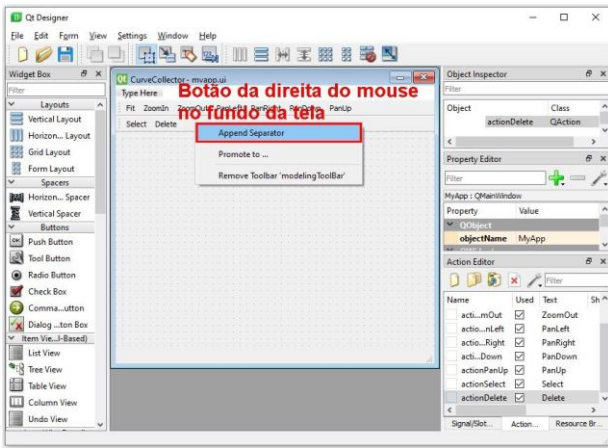 Qt Designer
File Edit Form View Settings Window Help
Widget Box
Filter
Layouts
Vertical Layout
Horizon... Layout
Grid Layout
Form Layout
Spacers
Horizon... Spacer
Vertical Spacer
Buttons
Push Button
Tool Button
Radio Button
Check Box
Comma...utton
Dialog ...ton Box
Item Vie...l-Based)
List View
Tree View
Table View
Column View
Undo View
CurveCollector - mvapp.ui
Botão da direita do mouse
no fundo da tela
Type Here
Fit ZoomIn ZoomOut PanLeft PanRight PanDown PanUp
Select Delete
Append Separator
Promote to ...
Remove Toolbar 'modelingToolBar'
Object Inspector
Filter
Object Class
actionDelete QAction
Property Editor
Filter
MyApp : QMainWindow
Property Value
QObject
objectName MyApp
Action Editor
Filter
Name Used Text Sh
acti...mOut ZoomOut
actio...nLeft PanLeft
actio...Right PanRight
acti...Down PanDown
actionPanUp PanUp
actionSelect Select
actionDelete Delete
Signal/Slot... Action... Resource Br...